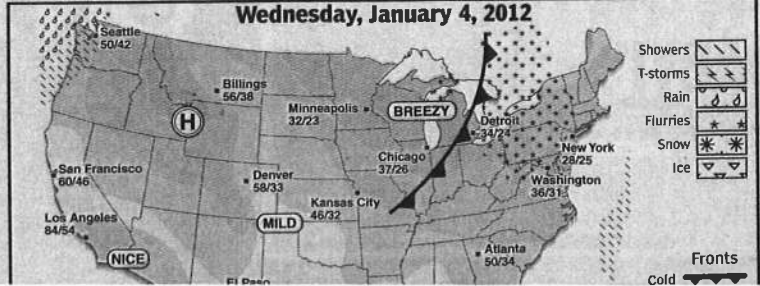 Wednesday, January 4, 2012
Seattle
50/42
Billings
56/38
Minneapolis
32/23
BREEZY
H
Detroit
34/24
Chicago
37/26
New York
28/25
Washington
36/31
San Francisco
60/46
Denver
58/33
Kansas City
46/32
Los Angeles
84/54
MILD
NICE
Atlanta
50/34
El Paso
Showers
T-storms
Rain
Flurries
Snow
Ice
Fronts
Cold